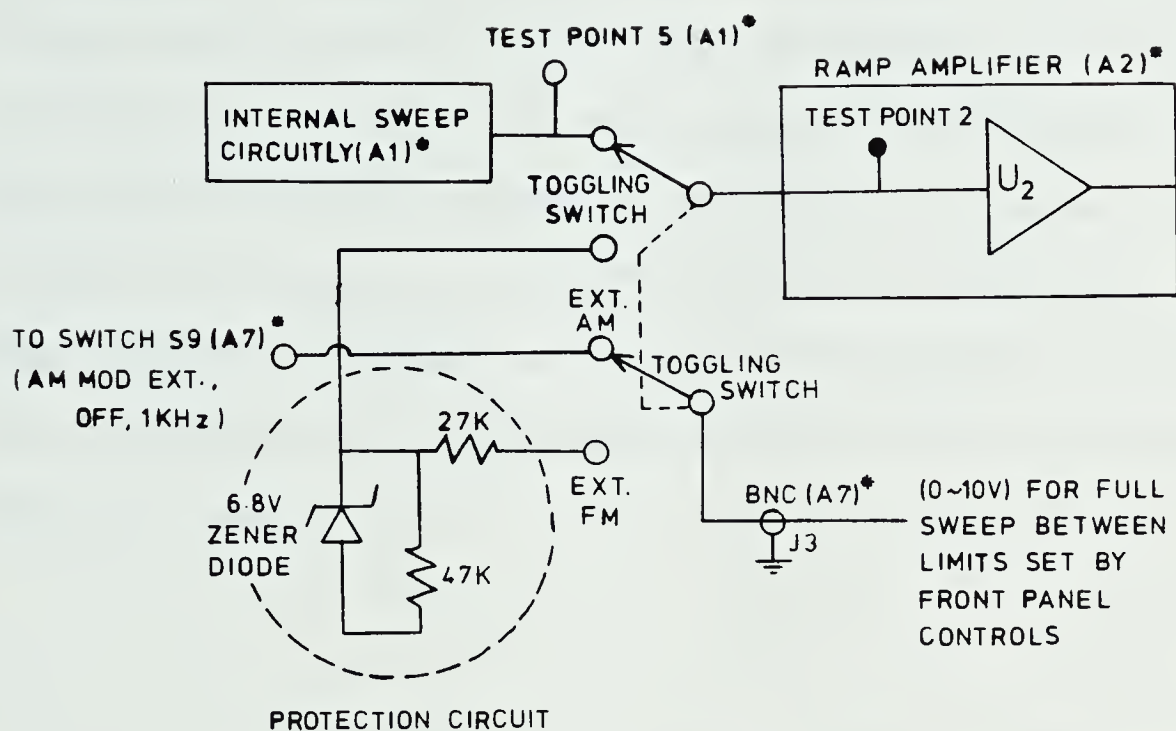 TEST POINT 5 (A1)*
RAMP AMPLIFIER (A2)*
INTERNAL SWEEP
CIRCUITLY(A1)*
TEST POINT 2
U2
TOGGLING
SWITCH
EXT.
AM
TO SWITCH S9 (A7)*
(AM MOD EXT.,
OFF, 1KHz)
TOGGLING
SWITCH
27K
EXT.
FM
6.8V
ZENER
DIODE
47K
BNC (A7)*
J3
(0~10V) FOR FULL
SWEEP BETWEEN
LIMITS SET BY
FRONT PANEL
CONTROLS
PROTECTION CIRCUIT